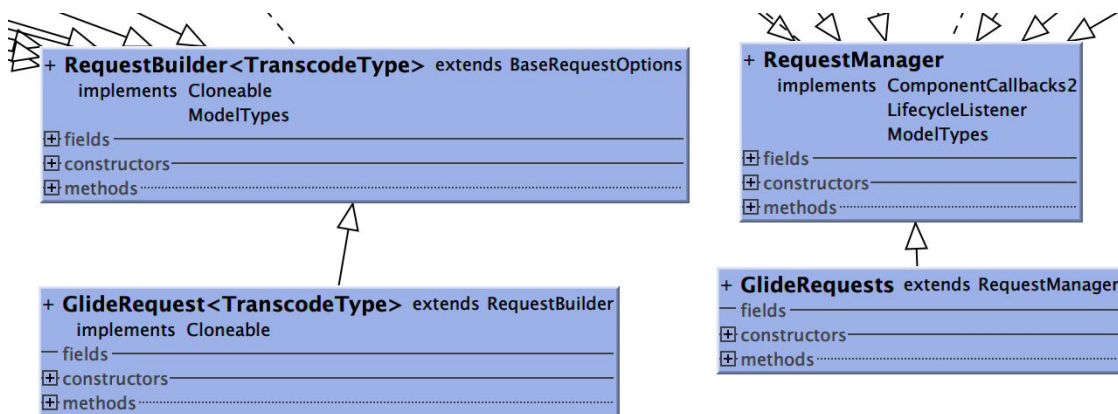 + RequestBuilder<TranscodeType> extends BaseRequestOptions
implements Cloneable
ModelTypes
fields
constructors
methods
+ GlideRequest<TranscodeType> extends RequestBuilder
implements Cloneable
fields
constructors
methods
+ RequestManager
implements ComponentCallbacks2
LifecycleListener
ModelTypes
fields
constructors
methods
+ GlideRequests extends RequestManager
fields
constructors
methods